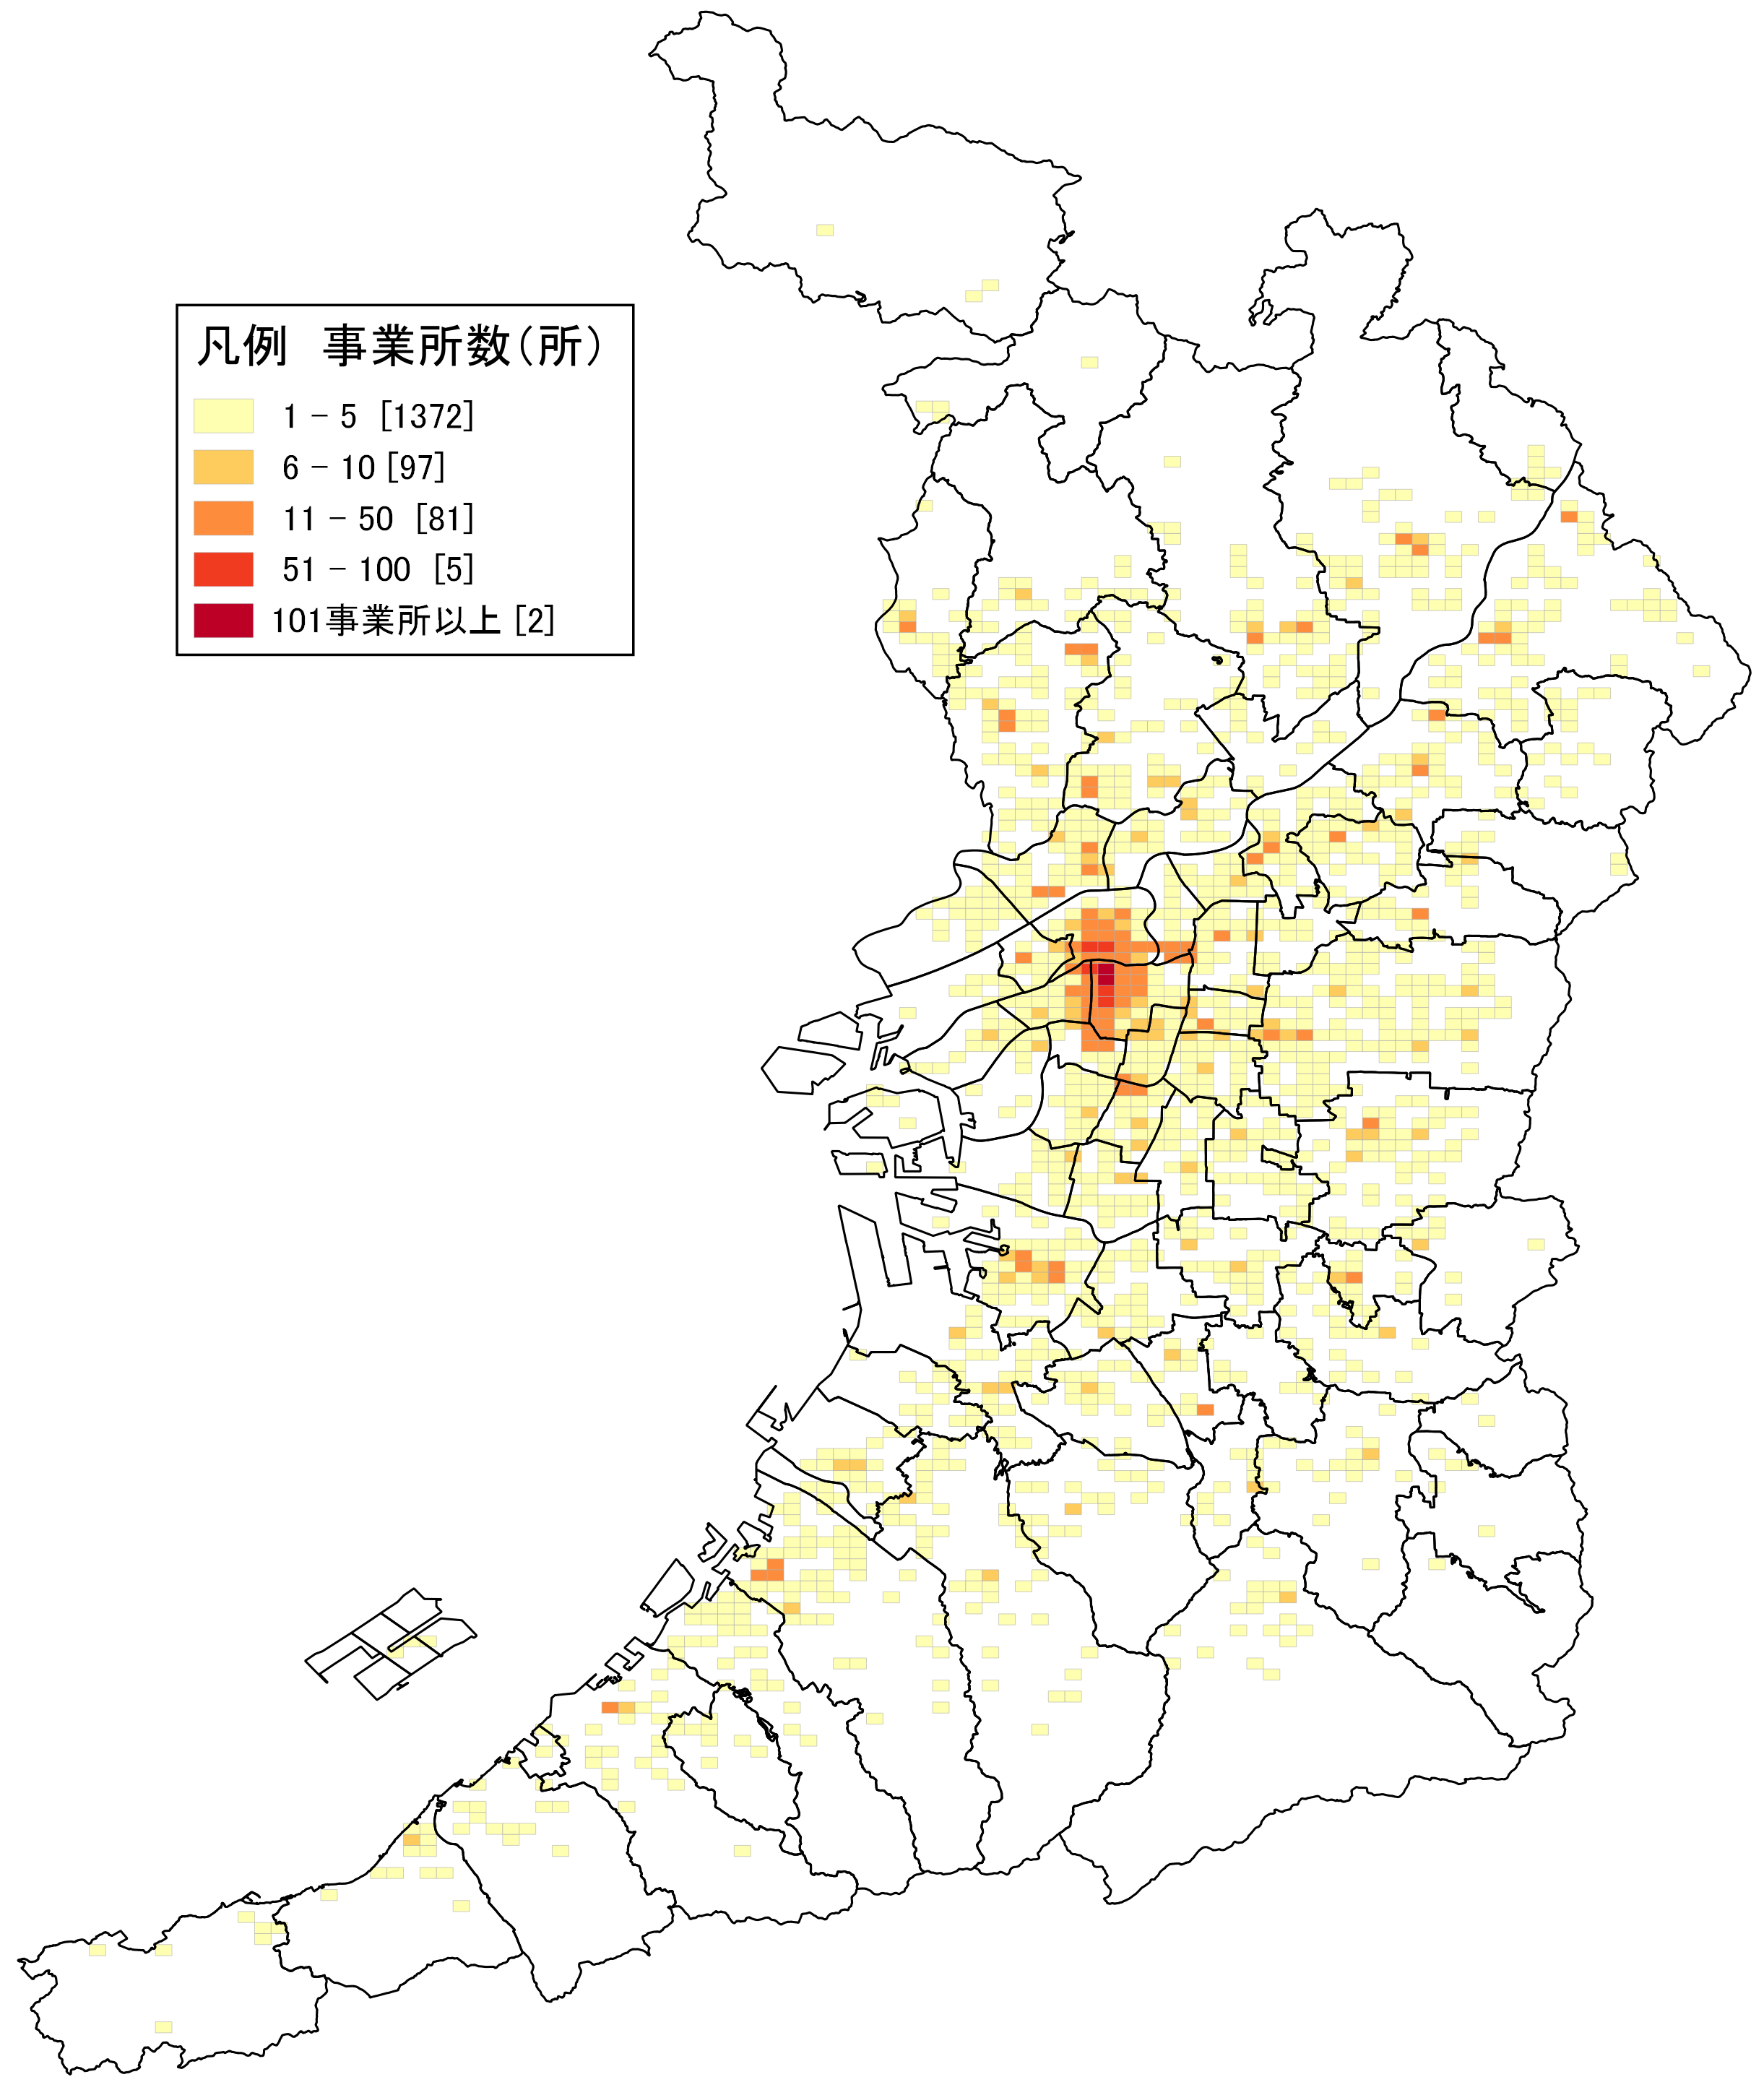 凡例　事業所数（所）
1 － 5 [1372]
6 － 10 [97]
11 － 50 [81]
51 － 100 [5]
101事業所以上 [2]